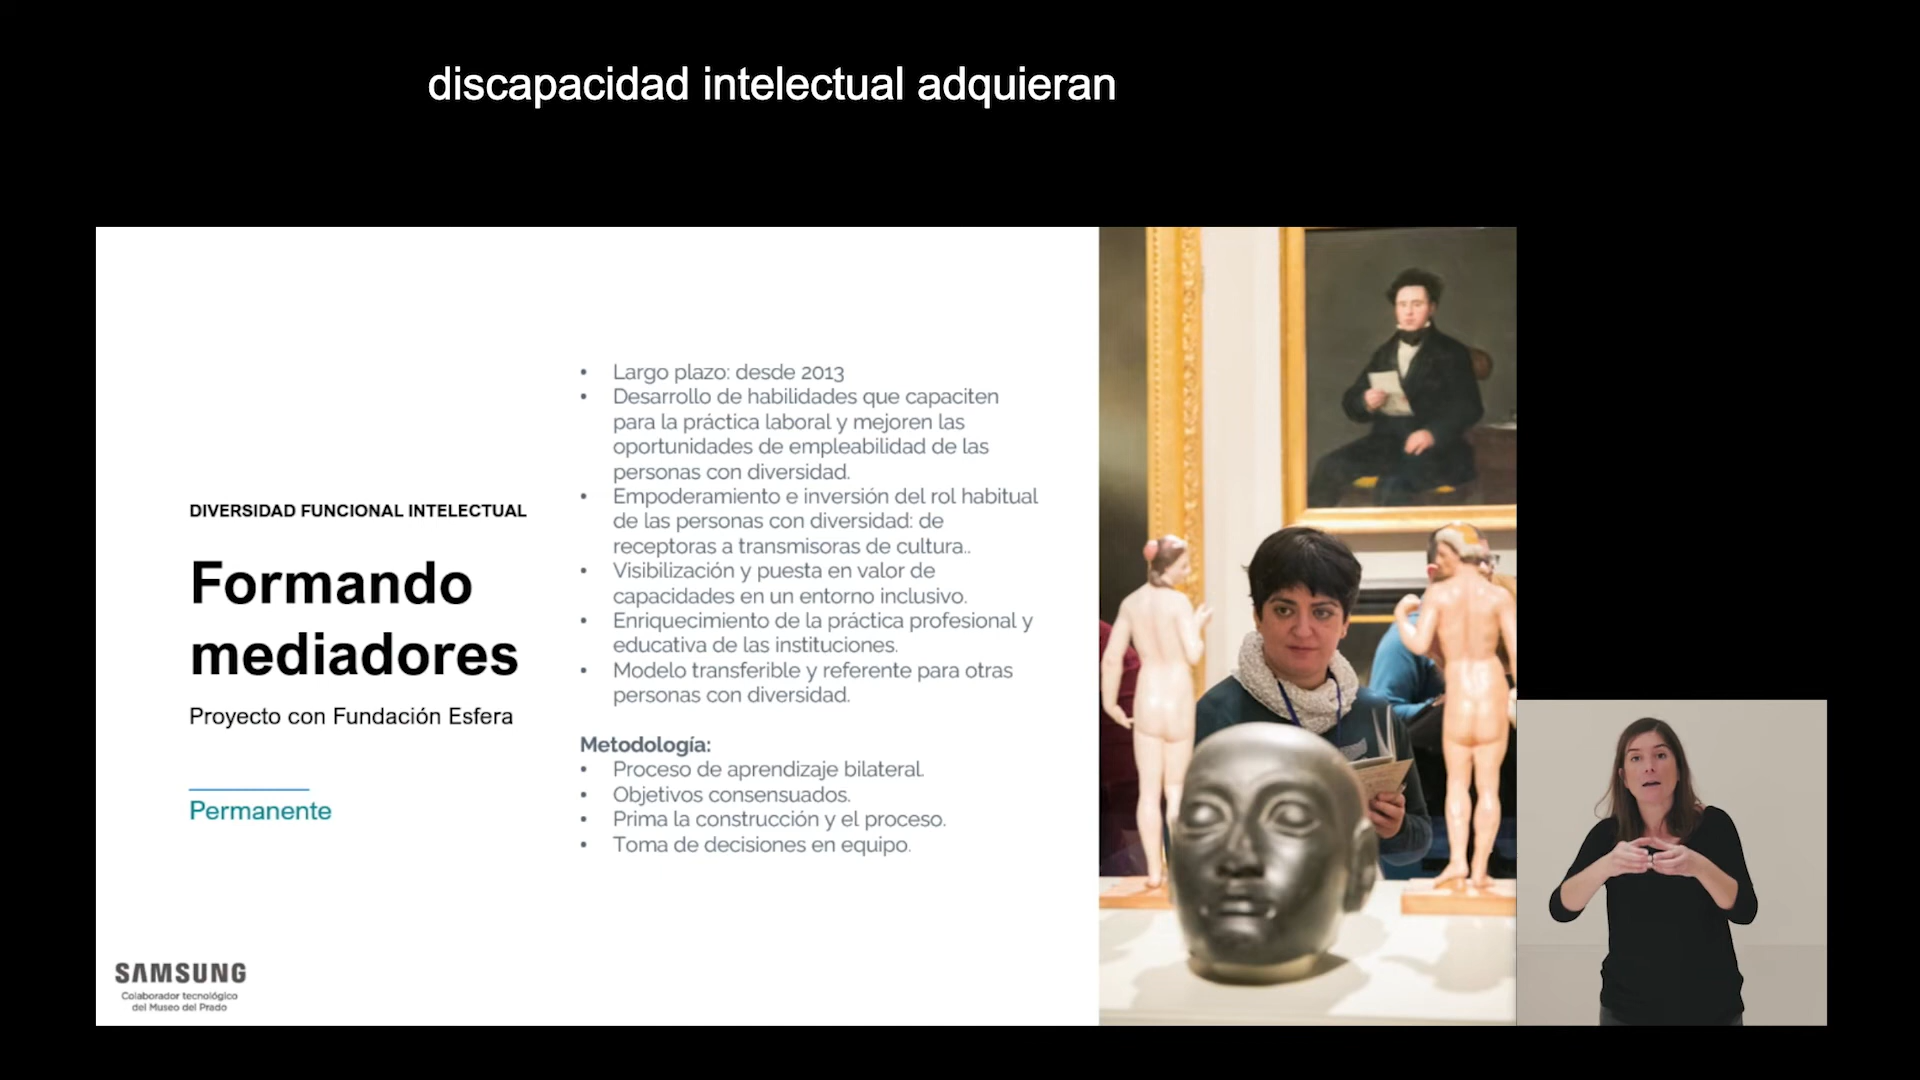 discapacidad intelectual adquieran
DIVERSIDAD FUNCIONAL INTELECTUAL
Formando
mediadores
Proyecto con Fundación Esfera
Permanente
• Largo plazo: desde 2013
• Desarrollo de habilidades que capaciten
para la práctica laboral y mejoren las
oportunidades de empleabilidad de las
personas con diversidad.
• Empoderamiento e inversión del rol habitual
de las personas con diversidad: de
receptoras a transmisoras de cultura..
• Visibilización y puesta en valor de
capacidades en un entorno inclusivo.
• Enriquecimiento de la práctica profesional y
educativa de las instituciones.
• Modelo transferible y referente para otras
personas con diversidad.
Metodología:
• Proceso de aprendizaje bilateral.
• Objetivos consensuados.
• Prima la construcción y el proceso.
• Toma de decisiones en equipo.
SAMSUNG
Colaborador tecnológico
del Museo del Prado